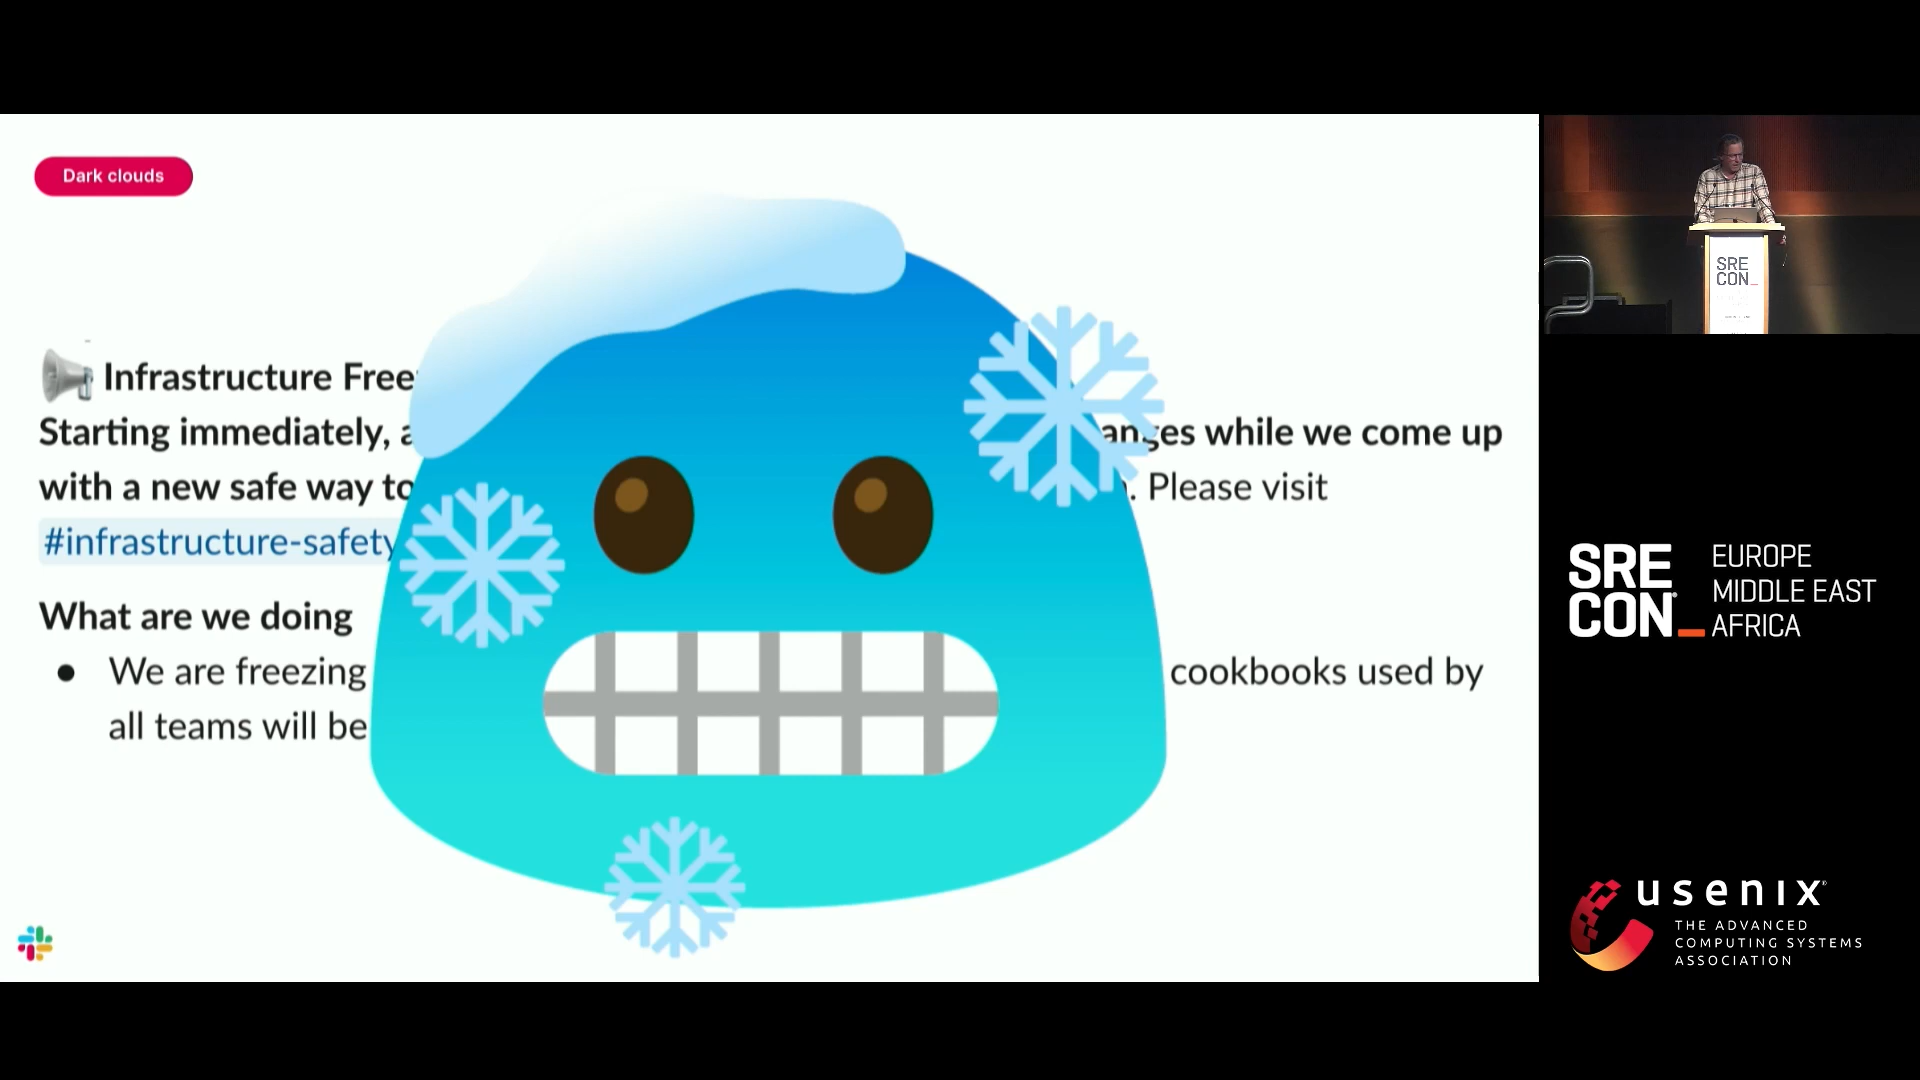 Dark clouds
Infrastructure Free
Starting immediately, a anges while we come up
with a new safe way to . Please visit
#infrastructure-safety
What are we doing
● We are freezing cookbooks used by
all teams will be
SRE
CON_
SRE
CON_
EUROPE
MIDDLE EAST
AFRICA
usenix
THE ADVANCED
COMPUTING SYSTEMS
ASSOCIATION